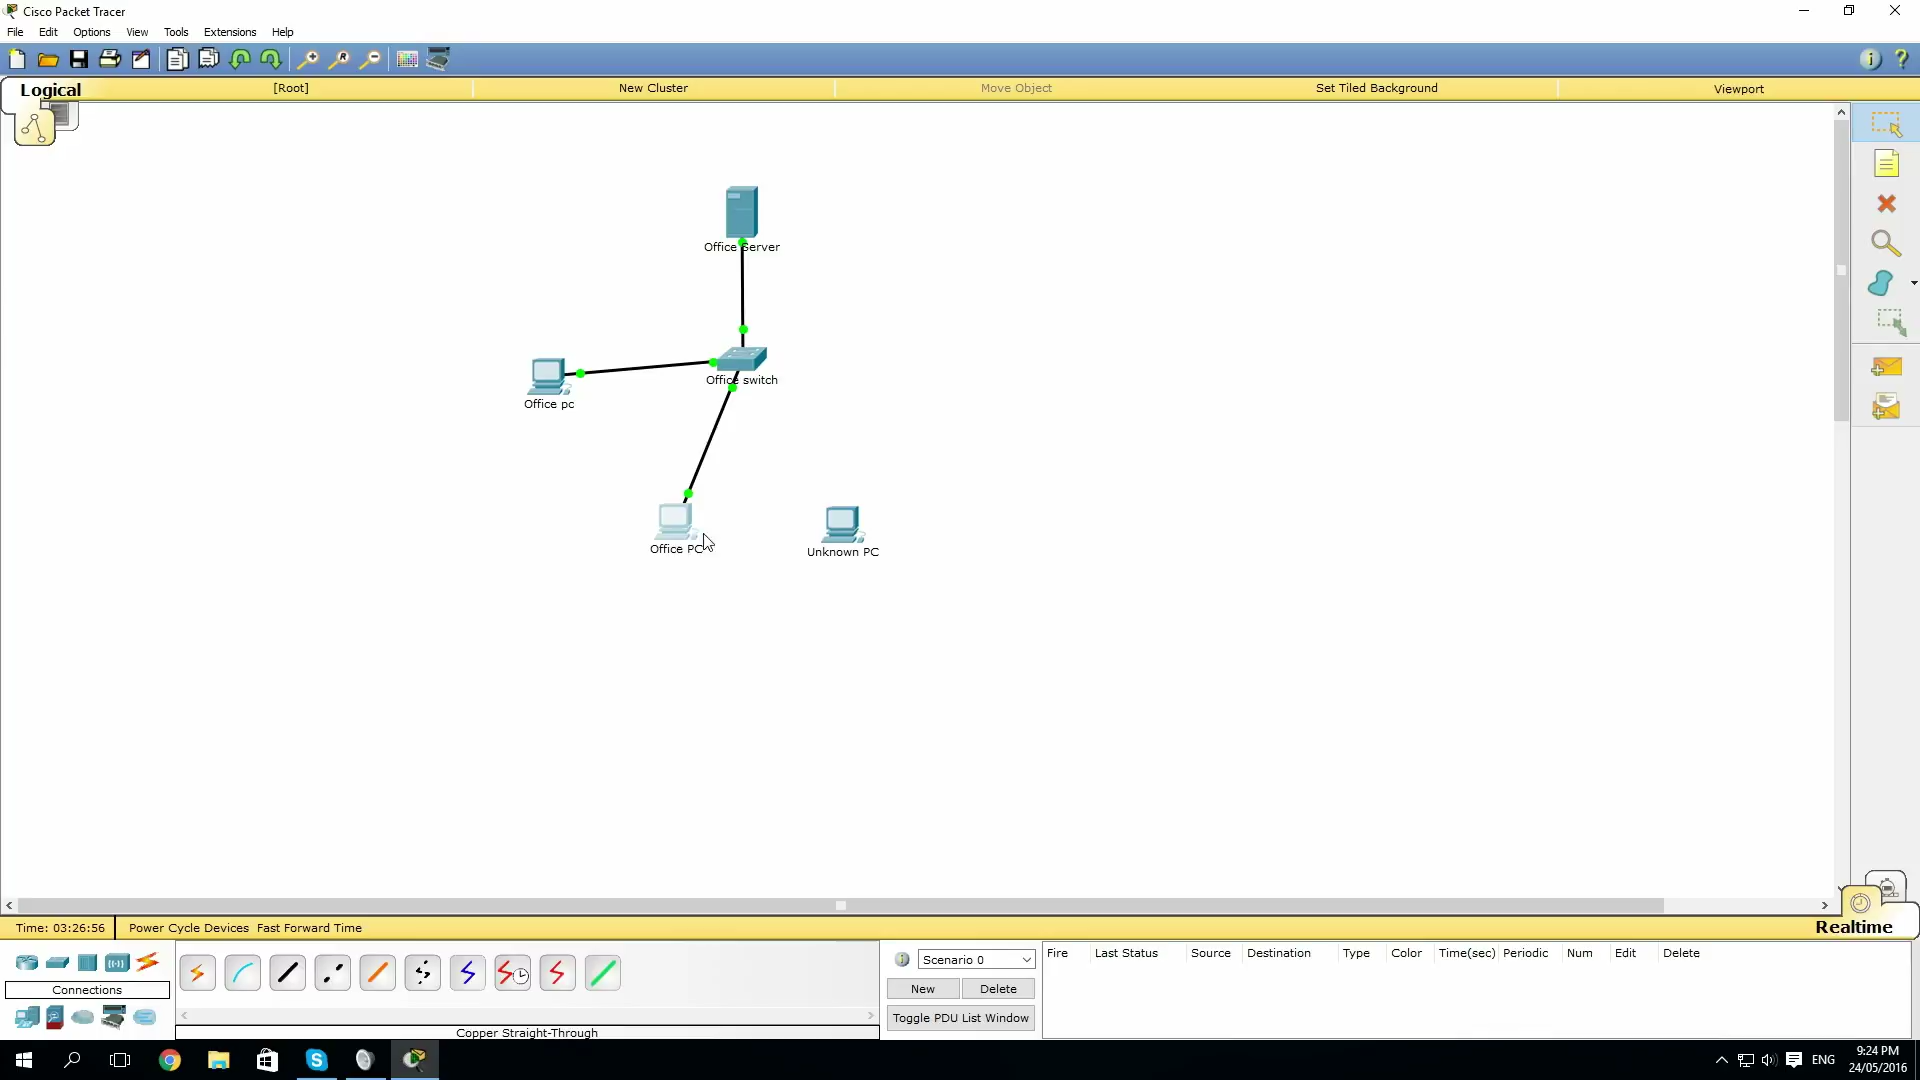 Cisco Packet Tracer
File Edit Options View Tools Extensions Help
Logical [Root] New Cluster Move Object Set Tiled Background Viewport
Office Server
Office switch
Office pc
Office PC
Unknown PC
Time: 03:26:56 Power Cycle Devices Fast Forward Time Realtime
Scenario 0 Fire Last Status Source Destination Type Color Time(sec) Periodic Num Edit Delete
Connections New Delete
Toggle PDU List Window
Copper Straight-Through
ENG 9:24 PM
24/05/2016